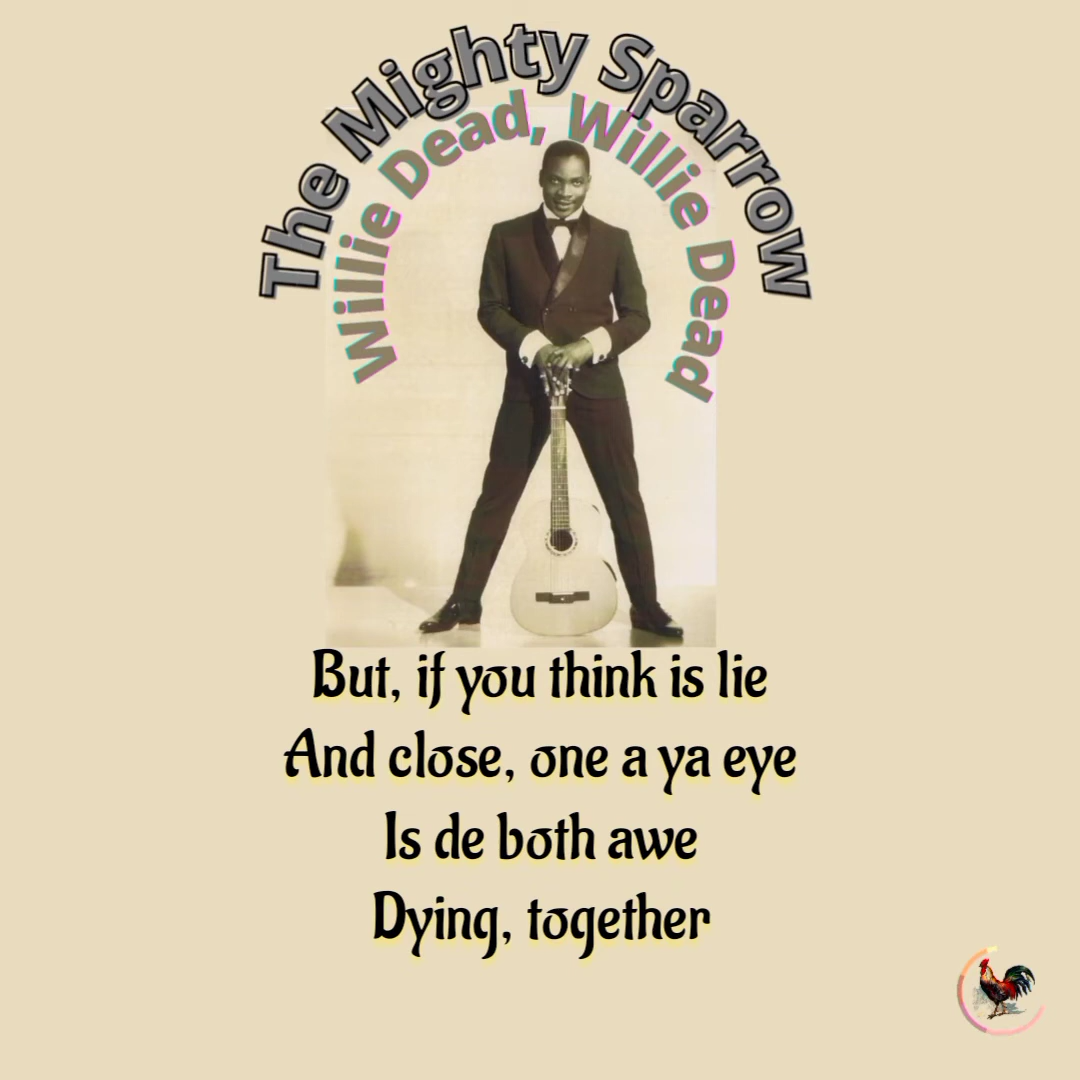 The Mighty Sparrow
Willie Dead, Willie Dead
But, if you think is lie
And close, one a ya eye
Is de both awe
Dying, together